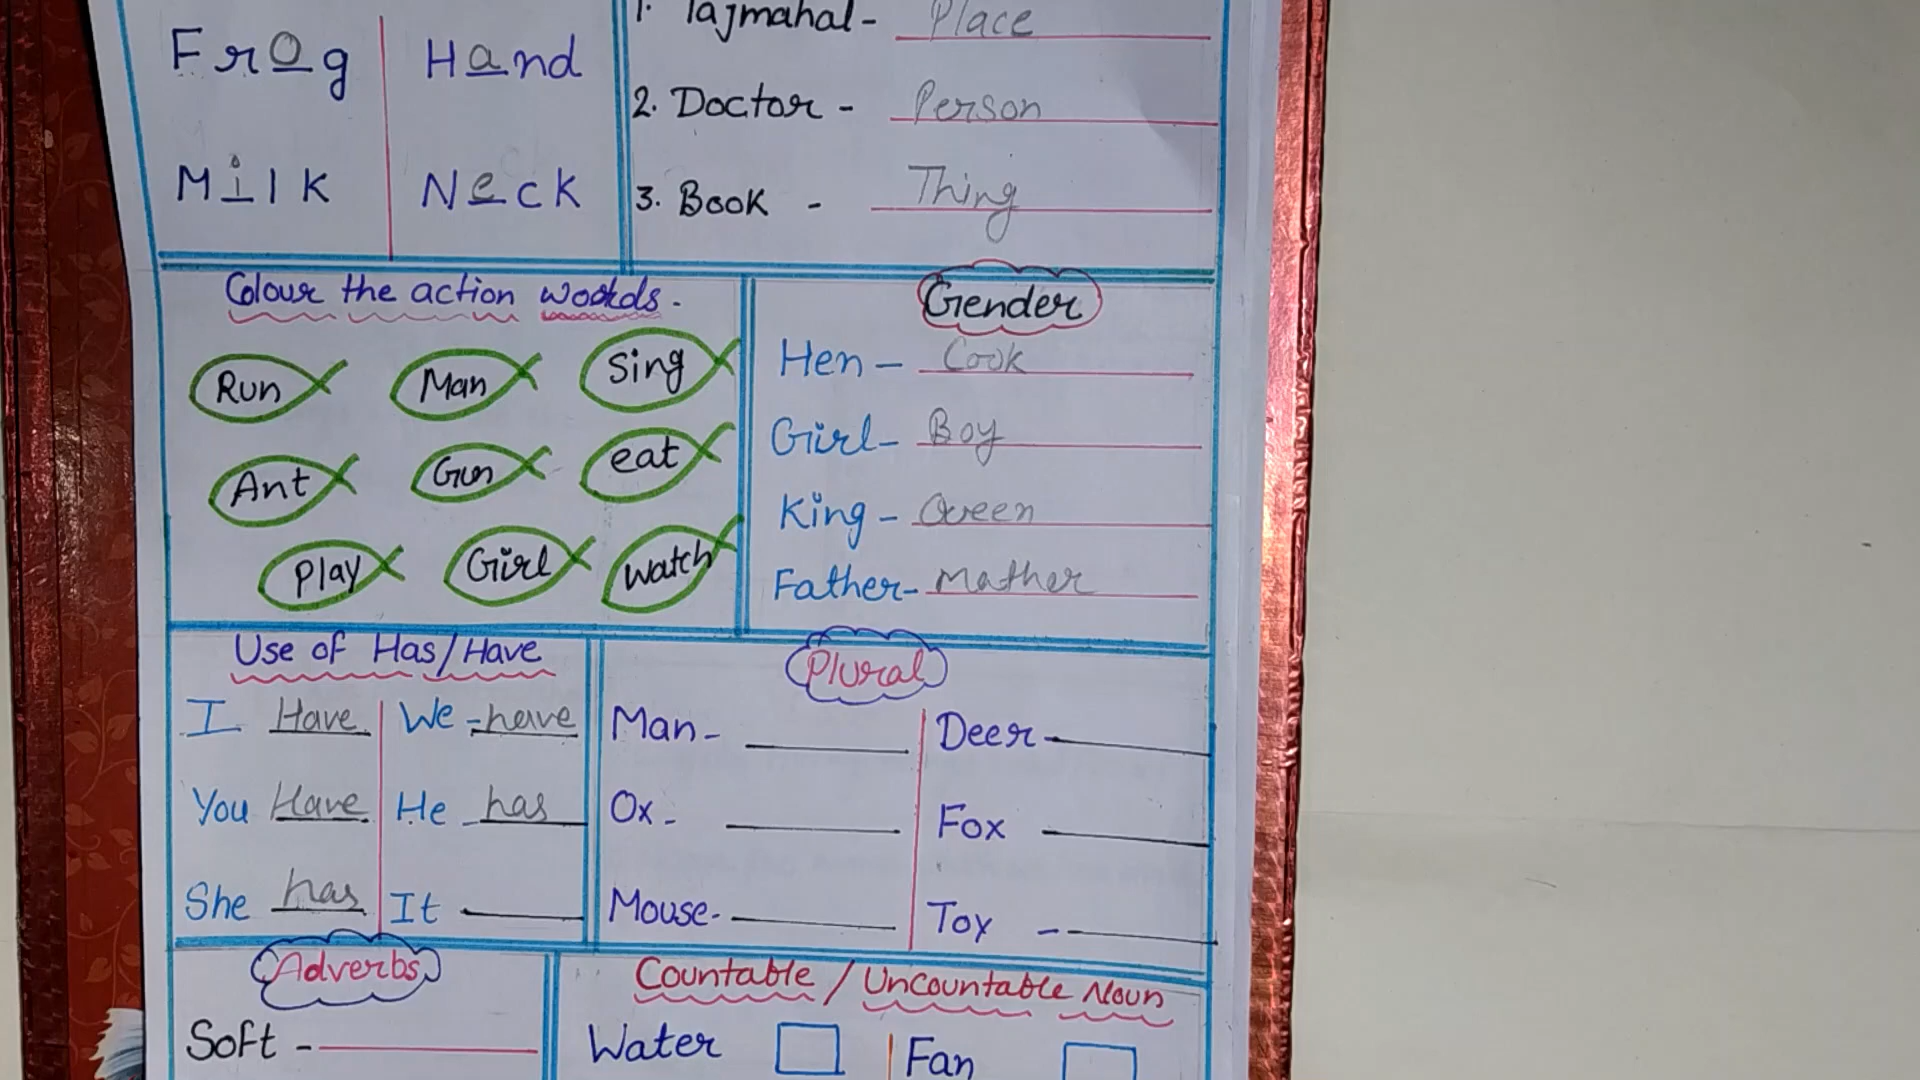 Frog Hand
Milk Neck
1. Tajmahal - Place
2. Doctor - Person
3. Book - Thing
Colour the action words.
Run Man Sing
Ant Gun eat
Play Girl Watch
Gender
Hen - Cook
Girl - Boy
King - Queen
Father - Mather
Use of Has/Have
I Have We - have
You Have He - has
She has It
Plural
Man - Deer -
Ox - Fox
Mouse - Toy -
Adverbs
Soft -
Countable / Uncountable Noun
Water Fan